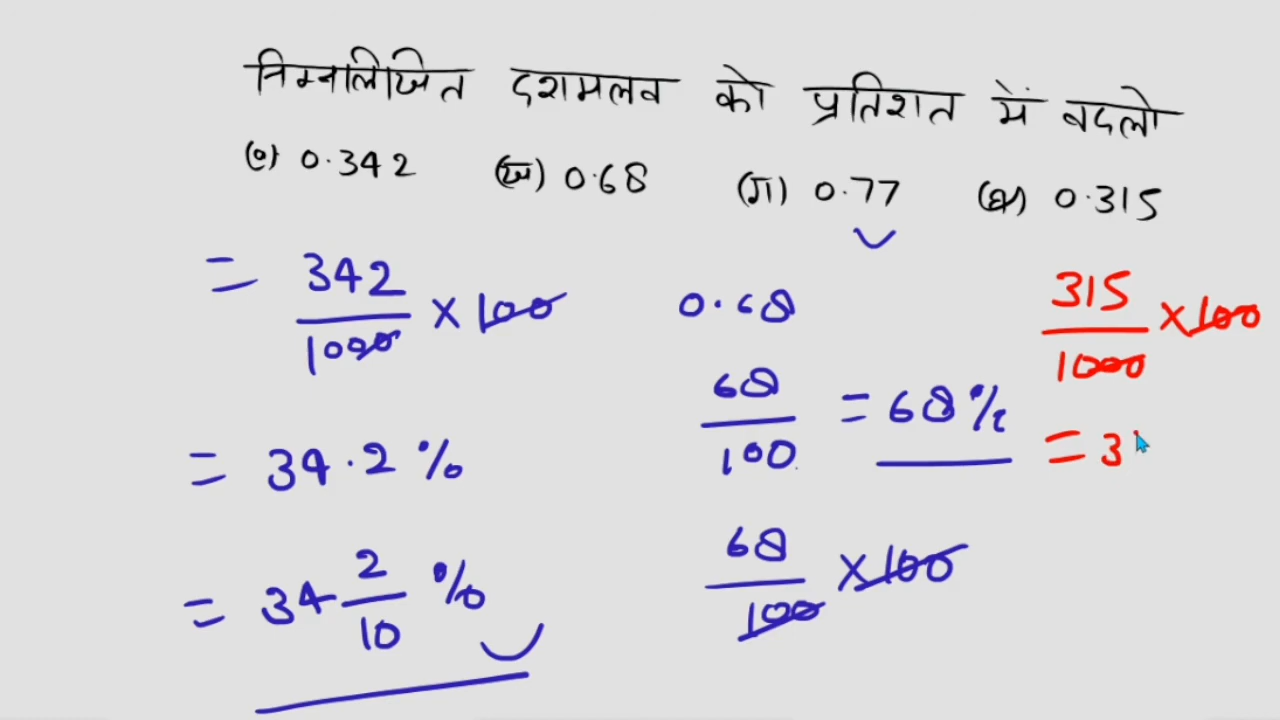 निम्नलिखित दशमलव को प्रतिशत में बदलो
(०) 0.342 (ख) 0.68 (ग) 0.77 (घ) 0.315
= 342/1000 × 100
= 34.2 %
= 34 2/10 %
0.68
68/100 = 68%
68/100 × 100
315/1000 × 100
= 3